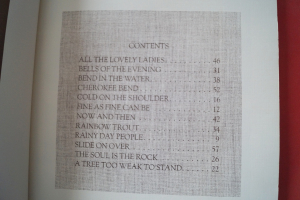 CONTENTS
ALL THE LOVELY LADIES. 46
BELLS OF THE EVENING 31
BEND IN THE WATER. 38
CHEROKEE BEND. 52
COLD ON THE SHOULDER. 16
FINE AS FINE CAN BE 12
NOW AND THEN 42
RAINBOW TROUT. 34
RAINY DAY PEOPLE. 6
SLIDE ON OVER. 57
THE SOUL IS THE ROCK 26
A TREE TOO WEAK TO STAND. 22